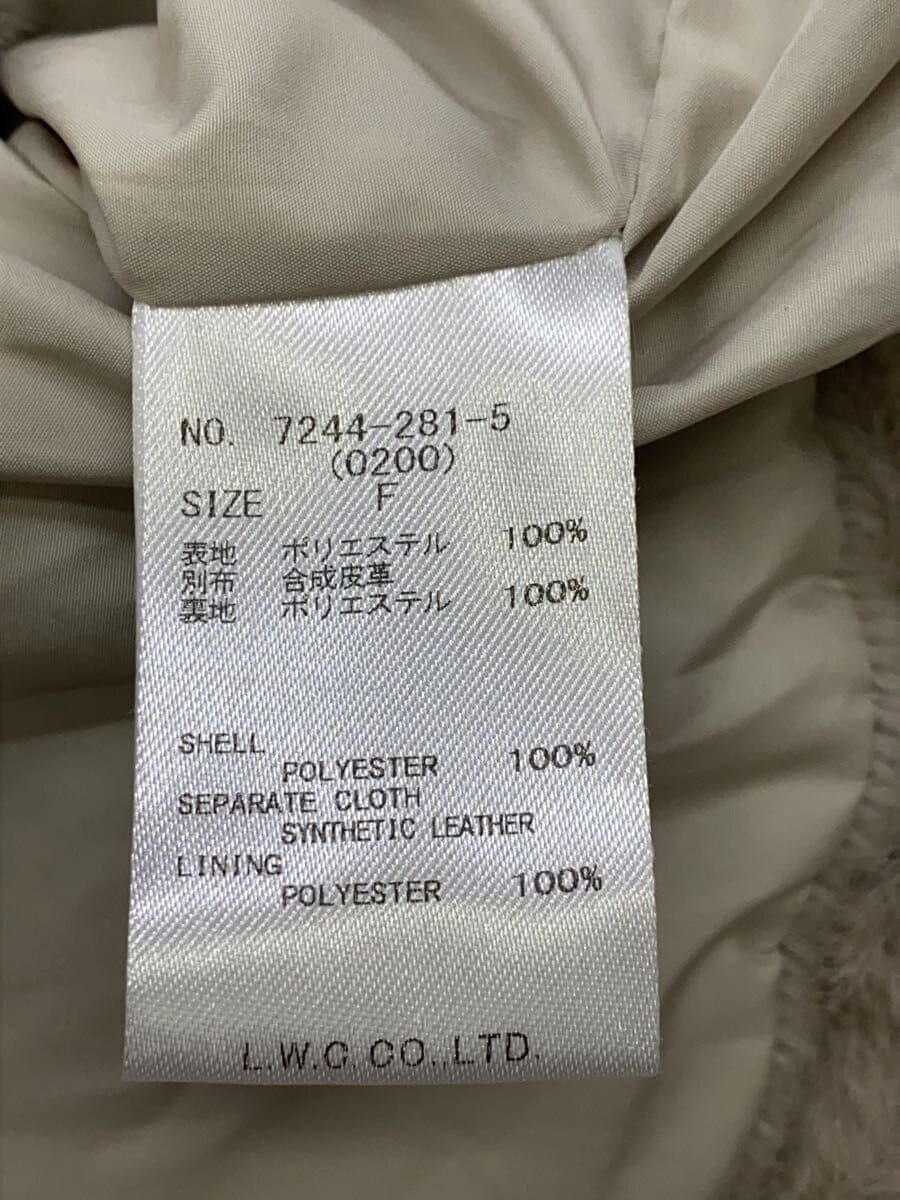 NO. 7244-281-5
(0200)
SIZE F
表地 ポリエステル 100%
別布 合成皮革
裏地 ポリエステル 100%
SHELL
POLYESTER 100%
SEPARATE CLOTH
SYNTHETIC LEATHER
LINING
POLYESTER 100%
L.W.C.CO.,LTD.